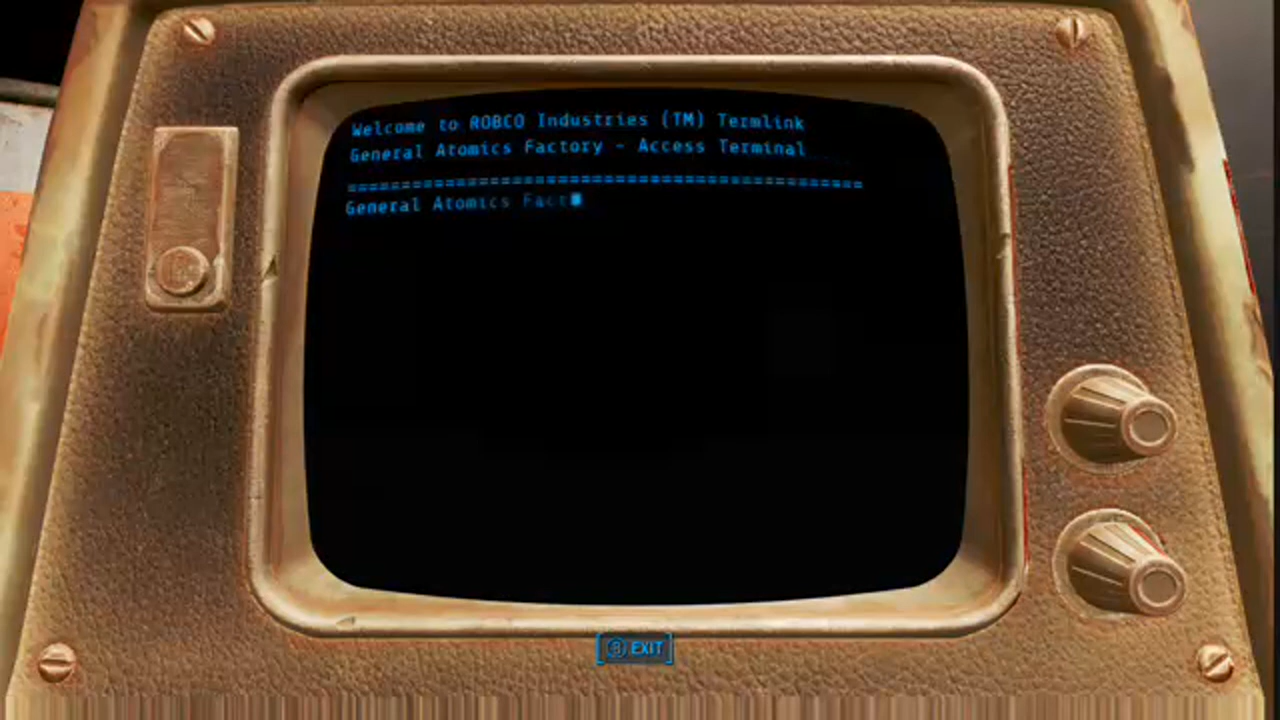 Welcome to ROBCO Industries (TM) Termlink
General Atomics Factory - Access Terminal
=============================================
General Atomics Fact
B EXIT